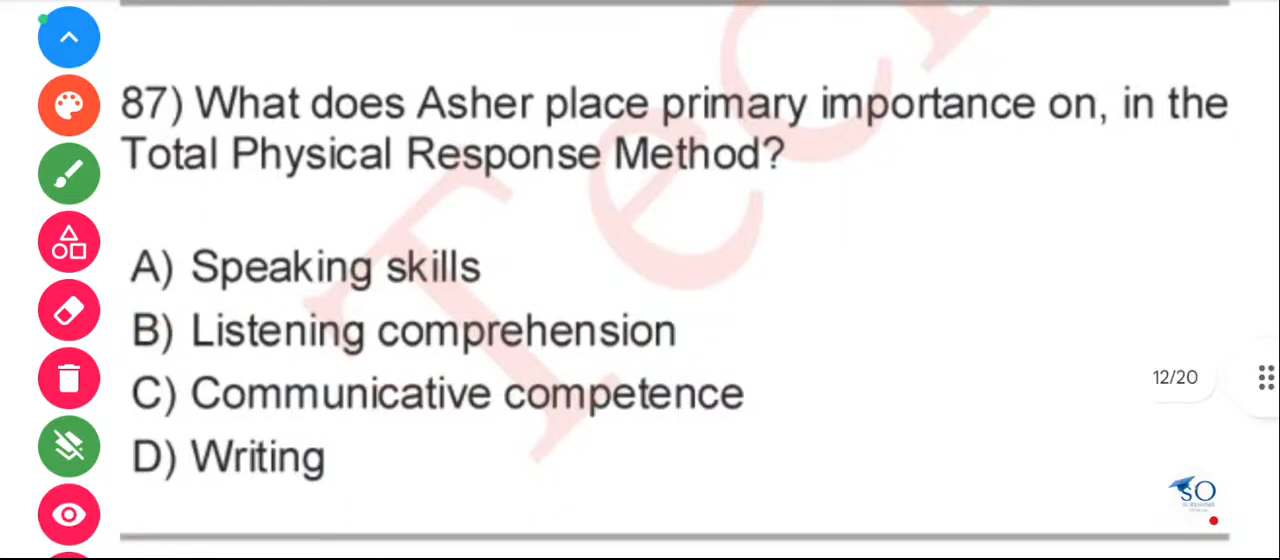 87) What does Asher place primary importance on, in the
Total Physical Response Method?
A) Speaking skills
B) Listening comprehension
C) Communicative competence
12/20
D) Writing
SO